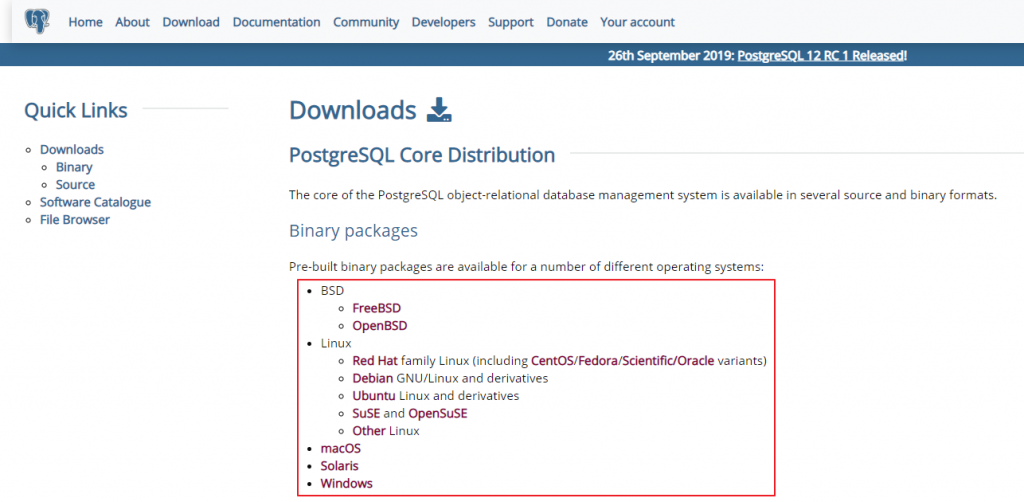 Home About Download Documentation Community Developers Support Donate Your account
26th September 2019: PostgreSQL 12 RC 1 Released!
Quick Links
Downloads
Binary
Source
Software Catalogue
File Browser
Downloads
PostgreSQL Core Distribution
The core of the PostgreSQL object-relational database management system is available in several source and binary formats.
Binary packages
Pre-built binary packages are available for a number of different operating systems:
BSD
FreeBSD
OpenBSD
Linux
Red Hat family Linux (including CentOS/Fedora/Scientific/Oracle variants)
Debian GNU/Linux and derivatives
Ubuntu Linux and derivatives
SuSE and OpenSuSE
Other Linux
macOS
Solaris
Windows